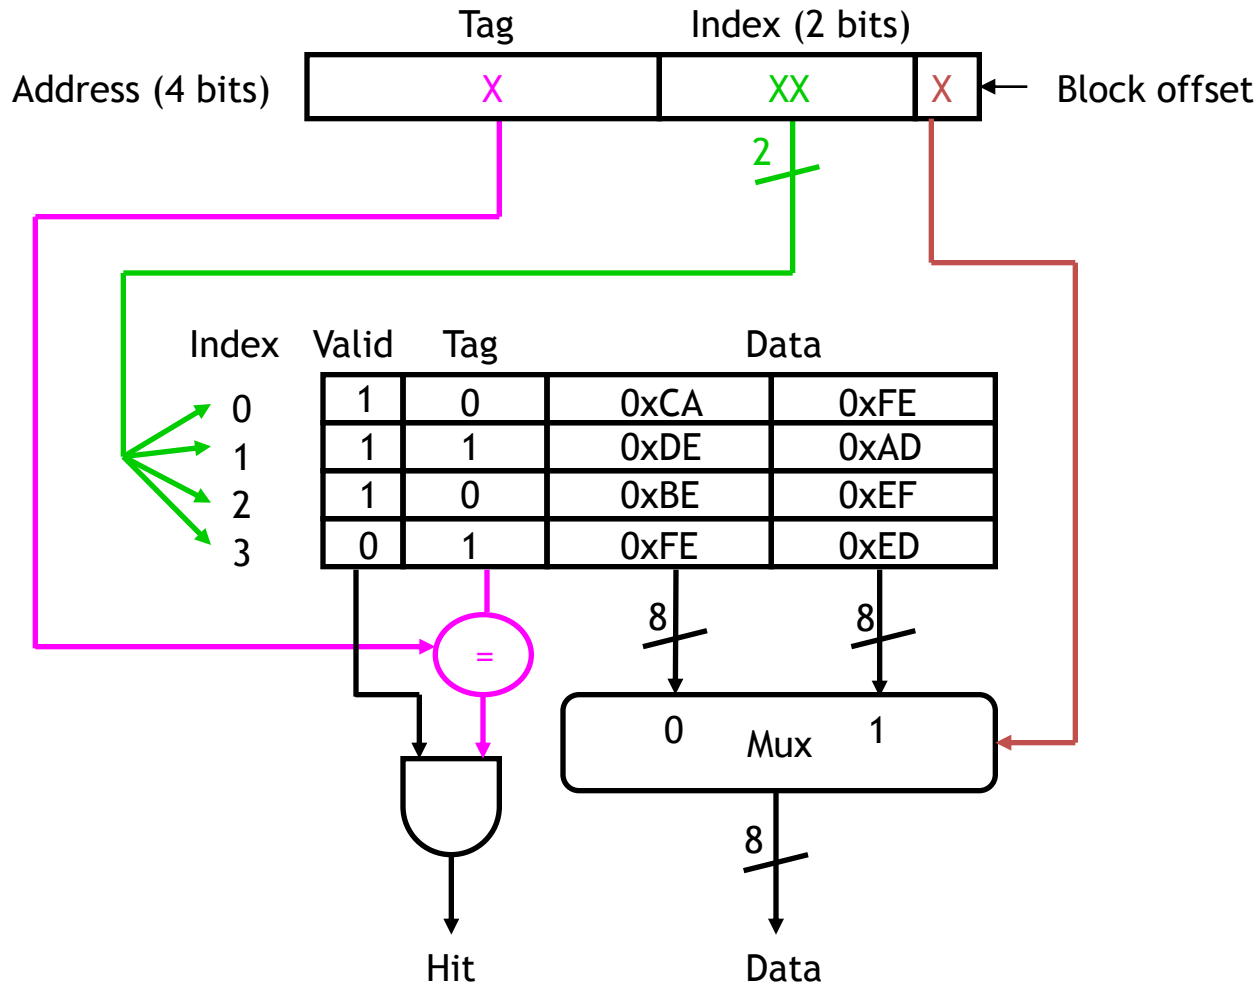 Tag Index (2 bits)
Address (4 bits) X XX X Block offset
2
Index Valid Tag Data
0 1 0 0xCA 0xFE
1 1 1 0xDE 0xAD
2 1 0 0xBE 0xEF
3 0 1 0xFE 0xED
8 8
=
0 Mux 1
8
Hit Data